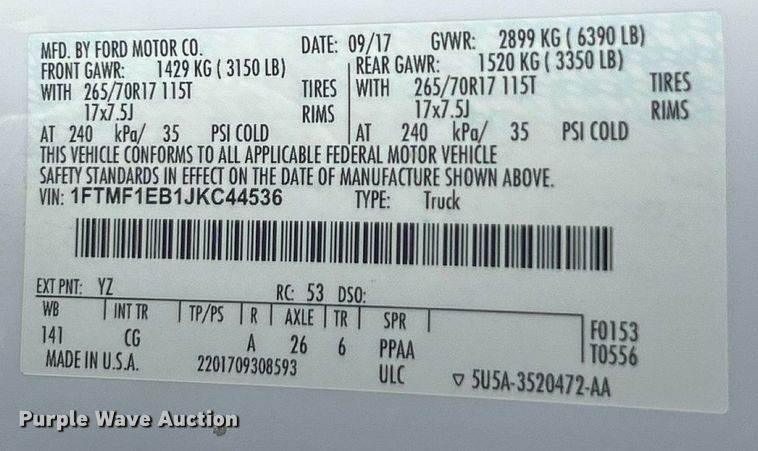 MFD. BY FORD MOTOR CO. DATE: 09/17 GVWR: 2899 KG ( 6390 LB)
FRONT GAWR: 1429 KG ( 3150 LB) REAR GAWR: 1520 KG ( 3350 LB)
WITH 265/70R17 115T TIRES WITH 265/70R17 115T TIRES
17x7.5J RIMS 17x7.5J RIMS
AT 240 kPa/ 35 PSI COLD AT 240 kPa/ 35 PSI COLD
THIS VEHICLE CONFORMS TO ALL APPLICABLE FEDERAL MOTOR VEHICLE
SAFETY STANDARDS IN EFFECT ON THE DATE OF MANUFACTURE SHOWN ABOVE.
VIN: 1FTMF1EB1JKC44536 TYPE: Truck
EXT PNT: YZ RC: 53 DSO:
WB INT TR TP/PS R AXLE TR SPR F0153
141 CG A 26 6 PPAA T0556
MADE IN U.S.A. 2201709308593 ULC ▽ 5U5A-3520472-AA
Purple Wave Auction